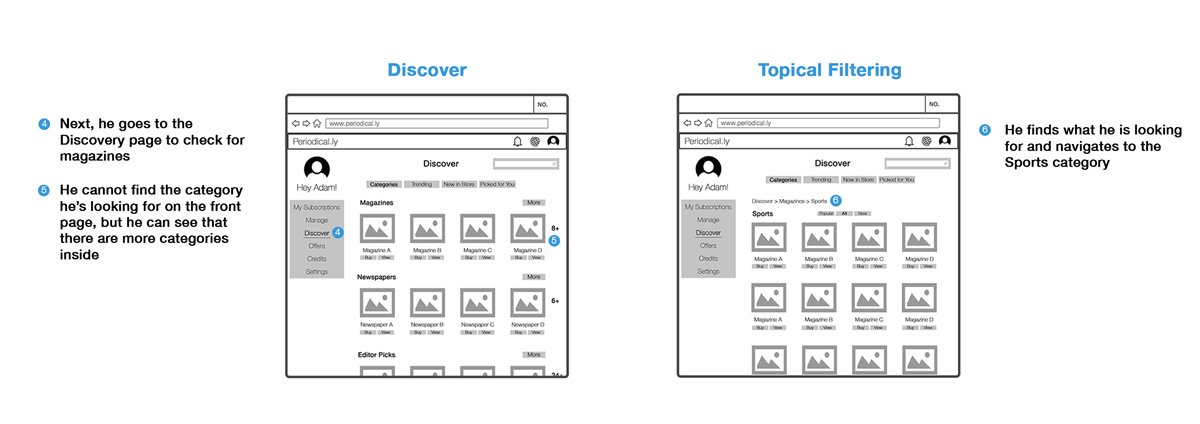 Discover
4 Next, he goes to the
Discovery page to check for
magazines
5 He cannot find the category
he's looking for on the front
page, but he can see that
there are more categories
inside
NO.
www.periodical.ly
Periodical.ly
Hey Adam!
My Subscriptions
Manage
Discover 4
Offers
Credits
Settings
Discover
Categories Trending New in Store Picked for You
Magazines More
8+
5
Magazine A Magazine B Magazine C Magazine D
Buy View Buy View Buy View Buy View
Newspapers More
6+
Newspaper A Newspaper B Newspaper C Newspaper D
Buy View Buy View Buy View Buy View
Editor Picks More
24+
Topical Filtering
NO.
www.periodical.ly
Periodical.ly
Hey Adam!
My Subscriptions
Manage
Discover
Offers
Credits
Settings
Discover
Categories Trending New in Store Picked for You
Discover > Magazines > Sports 6
Sports Popular All New
Magazine A Magazine B Magazine C Magazine D
Buy View Buy View Buy View Buy View
Magazine A Magazine B Magazine C Magazine D
Buy View Buy View Buy View Buy View
6 He finds what he is looking
for and navigates to the
Sports category